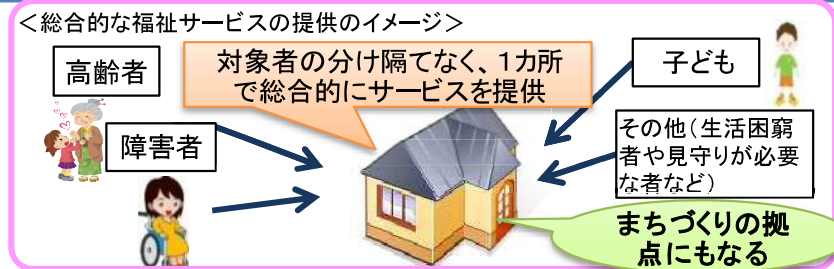 ＜総合的な福祉サービスの提供のイメージ＞
高齢者
対象者の分け隔てなく、１カ所
で総合的にサービスを提供
子ども
障害者
その他（生活困窮
者や見守りが必要
な者など）
まちづくりの拠
点にもなる